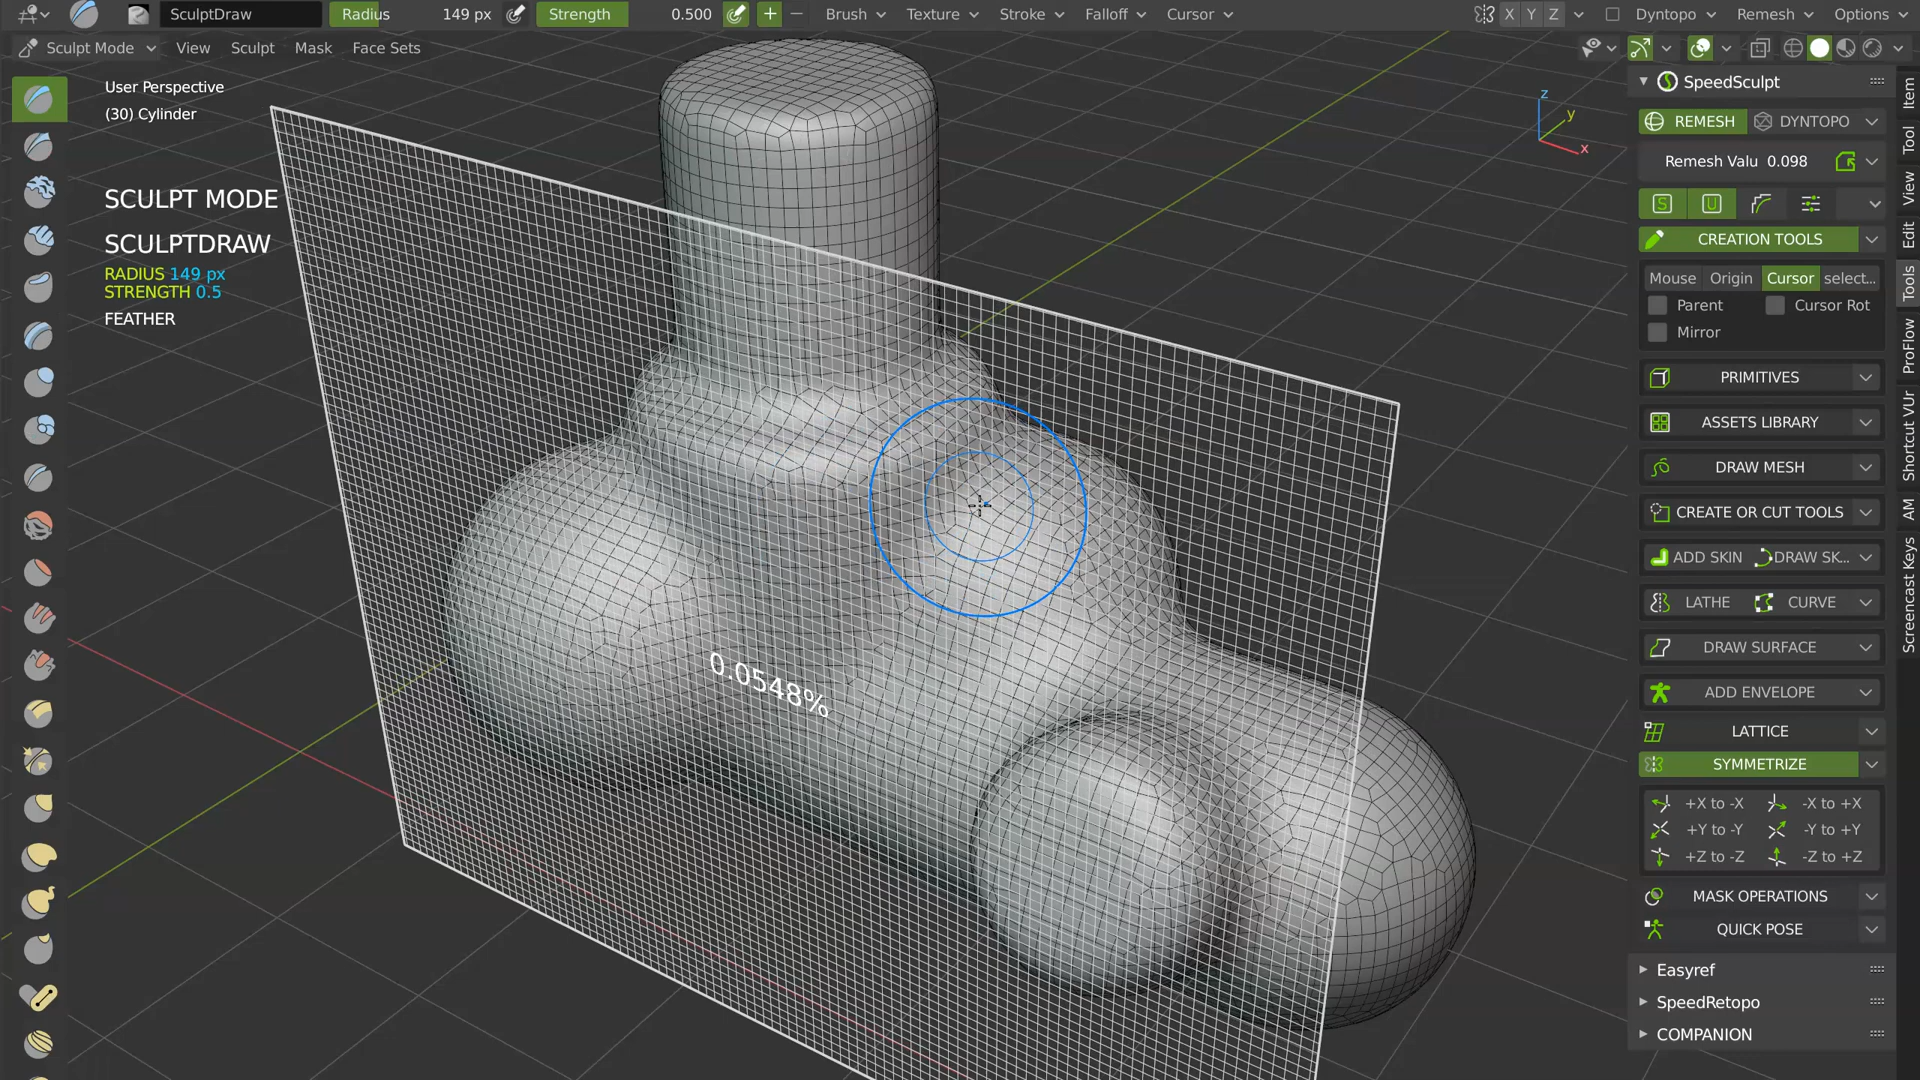 SculptDraw
Radius 149 px
Strength 0.500
Brush
Texture
Stroke
Falloff
Cursor
X Y Z
Dyntopo
Remesh
Options
Sculpt Mode
View
Sculpt
Mask
Face Sets
User Perspective
(30) Cylinder
SCULPT MODE
SCULPTDRAW
RADIUS 149 px
STRENGTH 0.5
FEATHER
0.0548%
z
y
x
SpeedSculpt
REMESH
DYNTOPO
Remesh Valu 0.098
S
U
CREATION TOOLS
Mouse
Origin
Cursor
select...
Parent
Cursor Rot
Mirror
PRIMITIVES
ASSETS LIBRARY
DRAW MESH
CREATE OR CUT TOOLS
ADD SKIN
DRAW SK...
LATHE
CURVE
DRAW SURFACE
ADD ENVELOPE
LATTICE
SYMMETRIZE
+X to -X
-X to +X
+Y to -Y
-Y to +Y
+Z to -Z
-Z to +Z
MASK OPERATIONS
QUICK POSE
Easyref
SpeedRetopo
COMPANION
Item
Tool
View
Edit
Tools
ProFlow
Shortcut VUr
AM
Screencast Keys